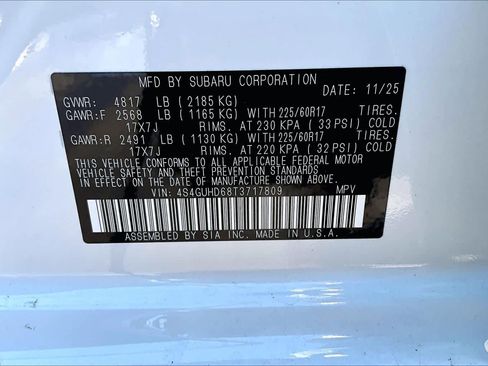 MFD BY SUBARU CORPORATION
DATE: 11/25
GVWR: 4817 LB (2185 KG)
GAWR:F 2568 LB (1165 KG) WITH 225/60R17 TIRES.
17X7J RIMS. AT 230 KPA (33 PSI) COLD
GAWR:R 2491 LB (1130 KG) WITH 225/60R17 TIRES.
17X7J RIMS. AT 220 KPA (32 PSI) COLD
THIS VEHICLE CONFORMS TO ALL APPLICABLE FEDERAL MOTOR
VEHICLE SAFETY AND THEFT PREVENTION STANDARDS IN EFFECT ON
THE DATE OF MANUFACTURE SHOWN ABOVE.
VIN: 4S4GUHD68T3717809 MPV
ASSEMBLED BY SIA INC. MADE IN U.S.A.